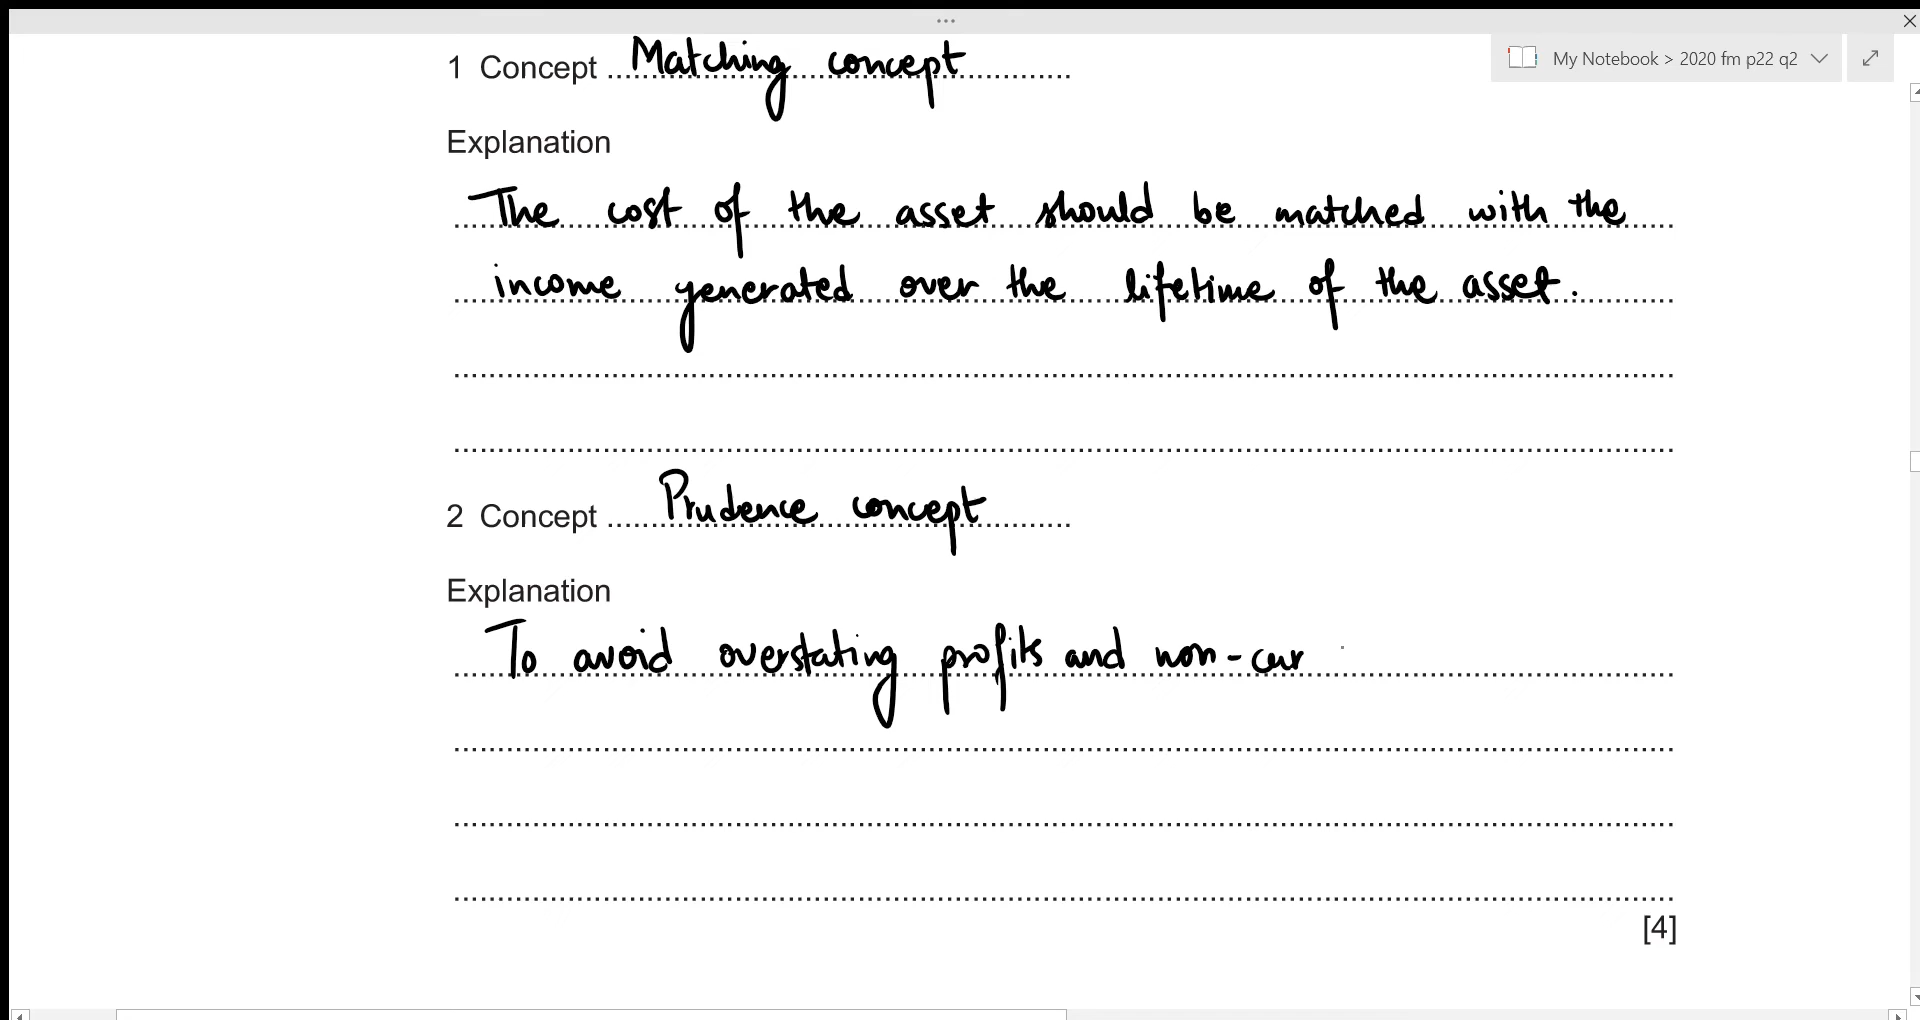 ...
1 Concept ..... Matching concept .....
My Notebook > 2020 fm p22 q2
Explanation
The cost of the asset should be matched with the
income generated over the lifetime of the asset.
2 Concept ..... Prudence concept .....
Explanation
To avoid overstating profits and non-cur
[4]